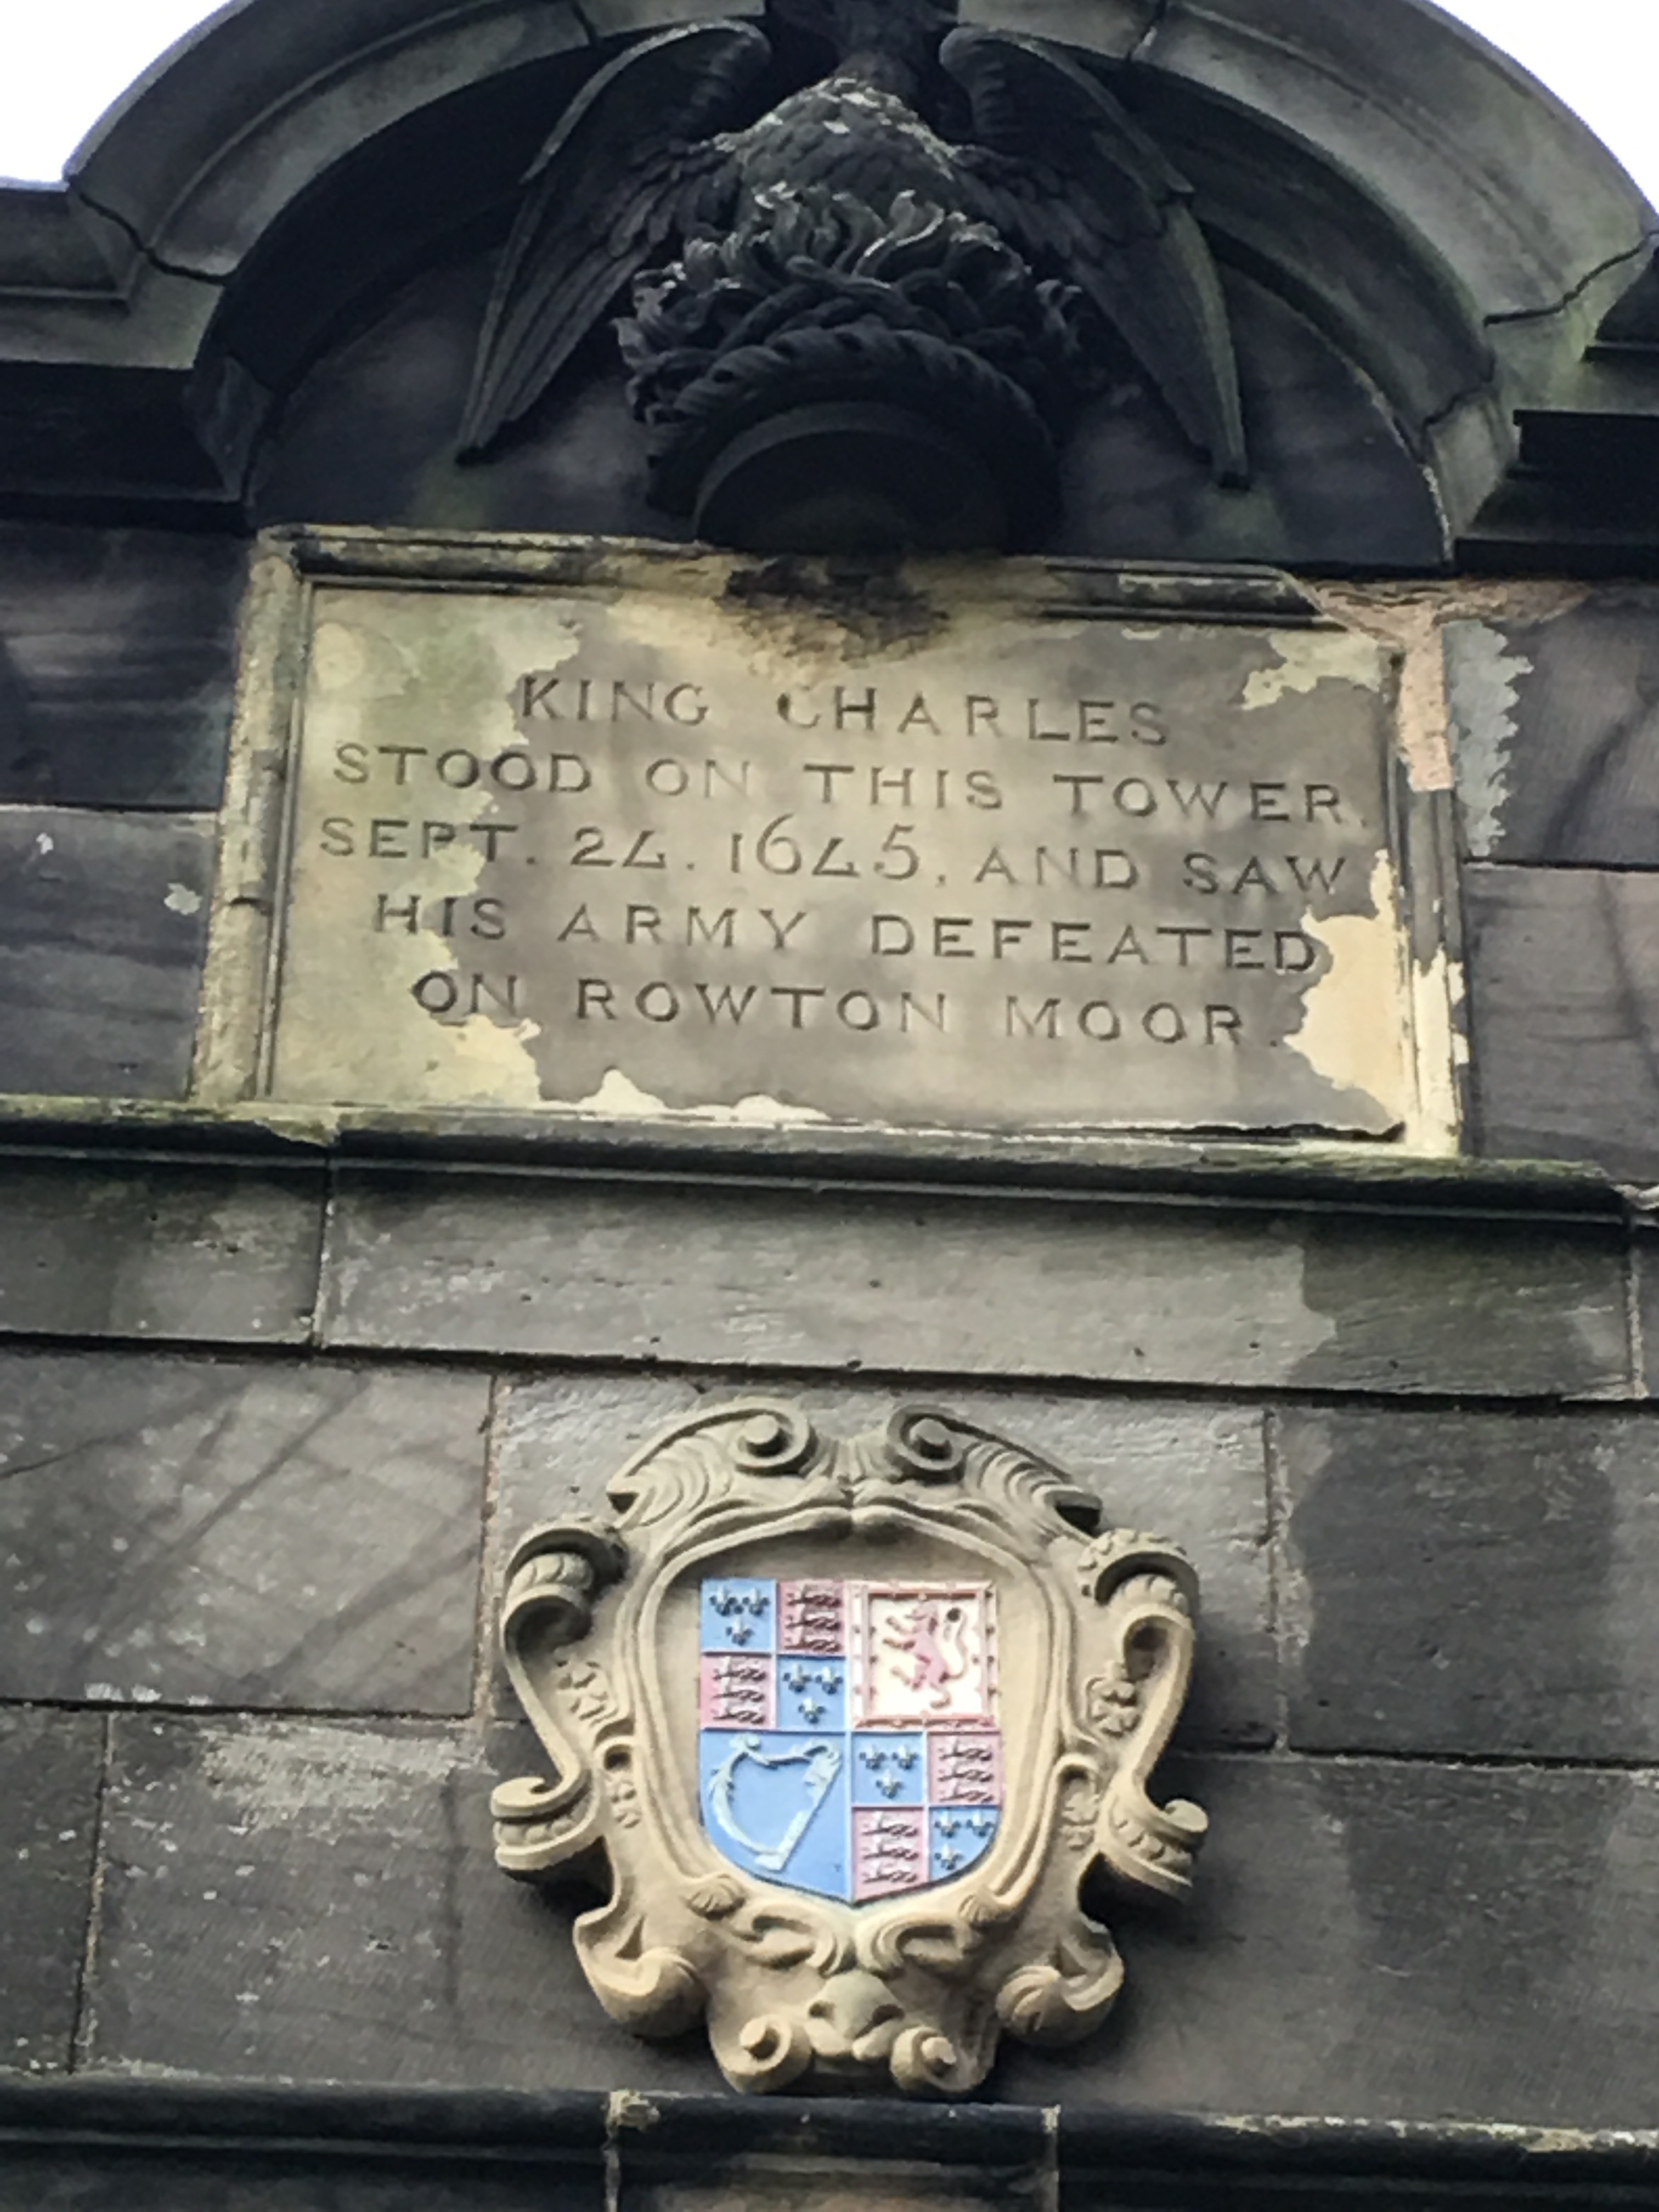 KING CHARLES
STOOD ON THIS TOWER,
SEPT. 24. 1645, AND SAW
HIS ARMY DEFEATED
ON ROWTON MOOR.